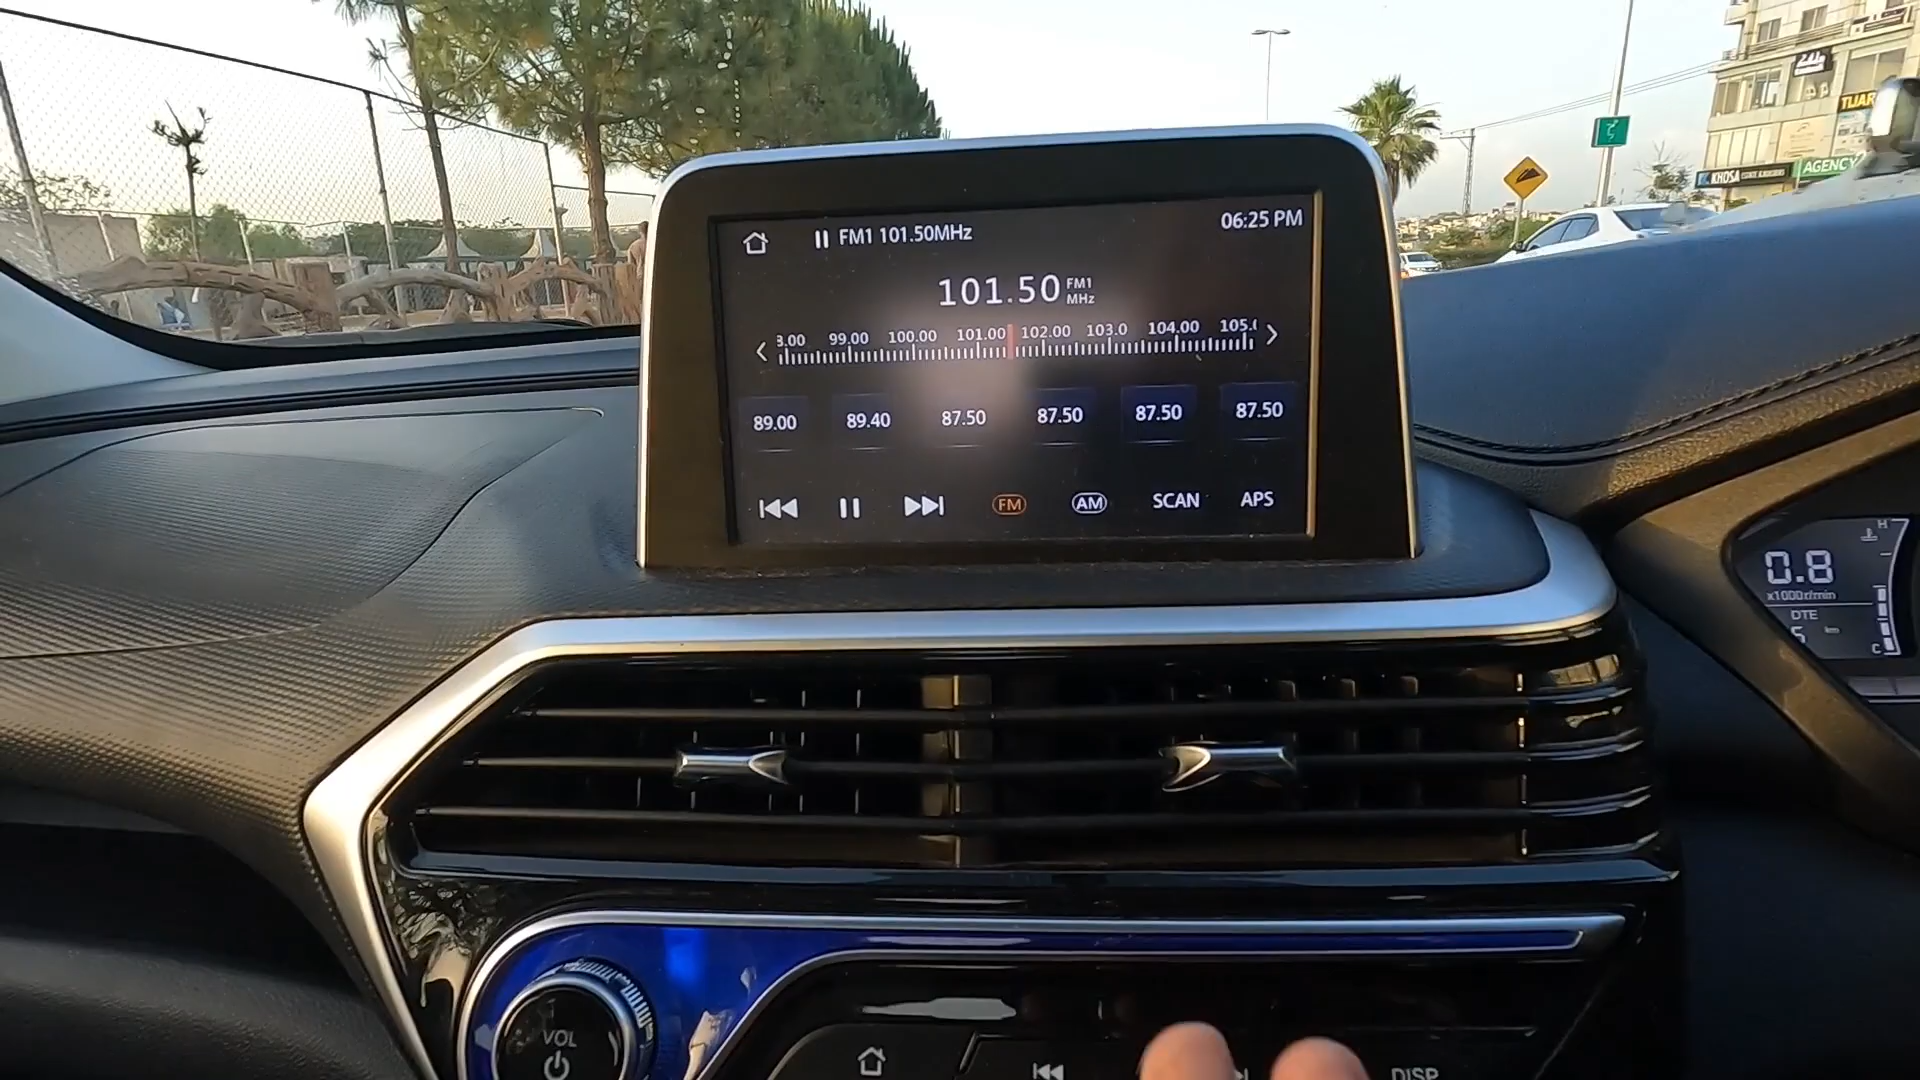 FM1 101.50MHz
06:25 PM
101.50 FM1 MHz
99.00 100.00 101.00 102.00 103.0 104.00 105.
89.00 89.40 87.50 87.50 87.50 87.50
FM AM SCAN APS
VOL
DISP
H
0.8
x1000r/min
DTE
5 km
C
TIJAR
KHOSA
AGENCY